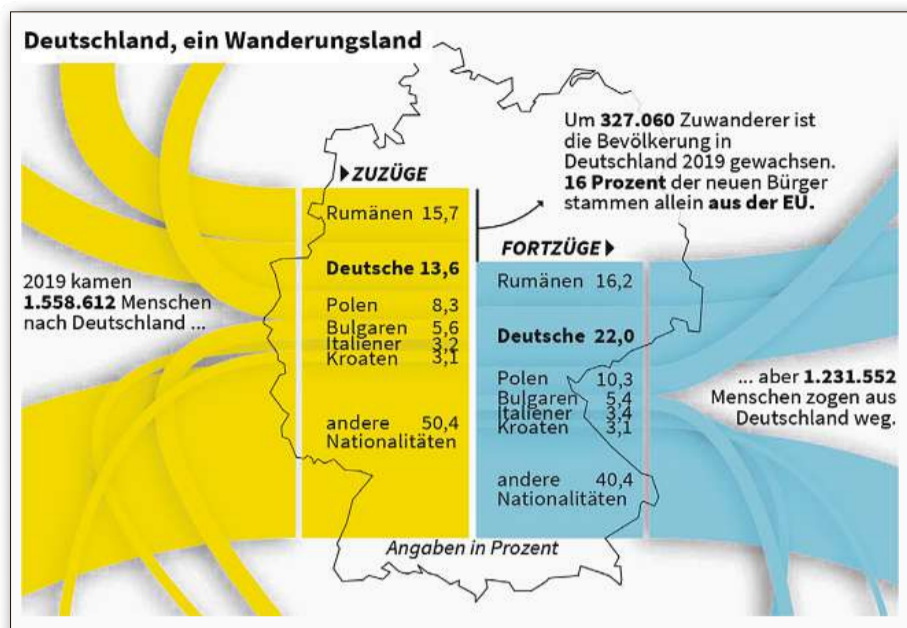 Deutschland, ein Wanderungsland
Um 327.060 Zuwanderer ist
die Bevölkerung in
Deutschland 2019 gewachsen.
16 Prozent der neuen Bürger
stammen allein aus der EU.
ZUZÜGE
Rumänen 15,7
Deutsche 13,6
Polen 8,3
Bulgaren 5,6
Italiener 3,2
Kroaten 3,1
andere 50,4
Nationalitäten
2019 kamen
1.558.612 Menschen
nach Deutschland ...
FORTZÜGE
Rumänen 16,2
Deutsche 22,0
Polen 10,3
Bulgaren 5,4
Italiener 3,4
Kroaten 3,1
andere 40,4
Nationalitäten
... aber 1.231.552
Menschen zogen aus
Deutschland weg.
Angaben in Prozent